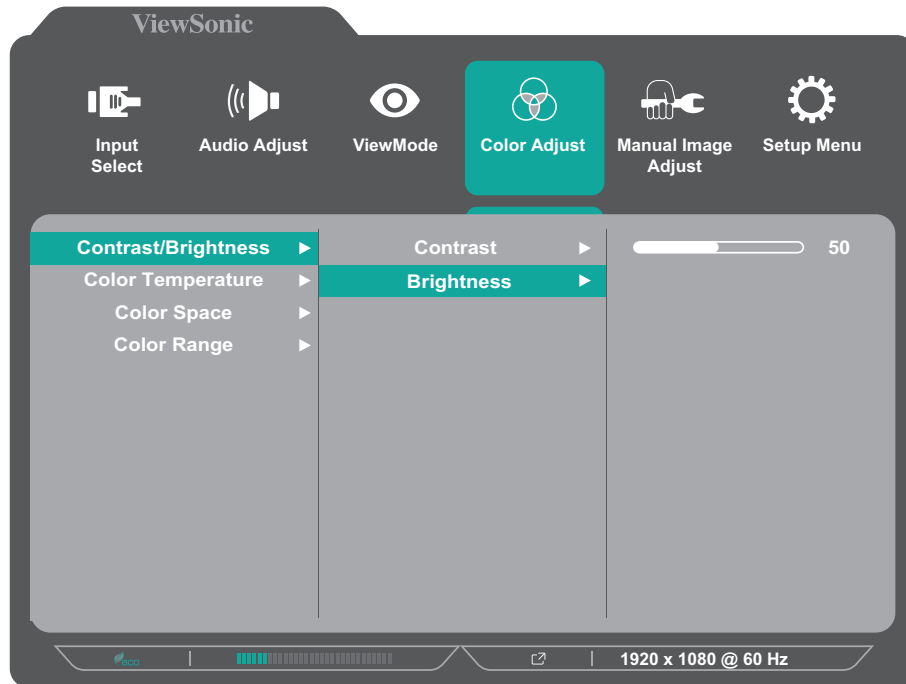 ViewSonic
Input
Select
Audio Adjust
ViewMode
Color Adjust
Manual Image
Adjust
Setup Menu
Contrast/Brightness
Color Temperature
Color Space
Color Range
Contrast
Brightness
50
eco
1920 x 1080 @ 60 Hz